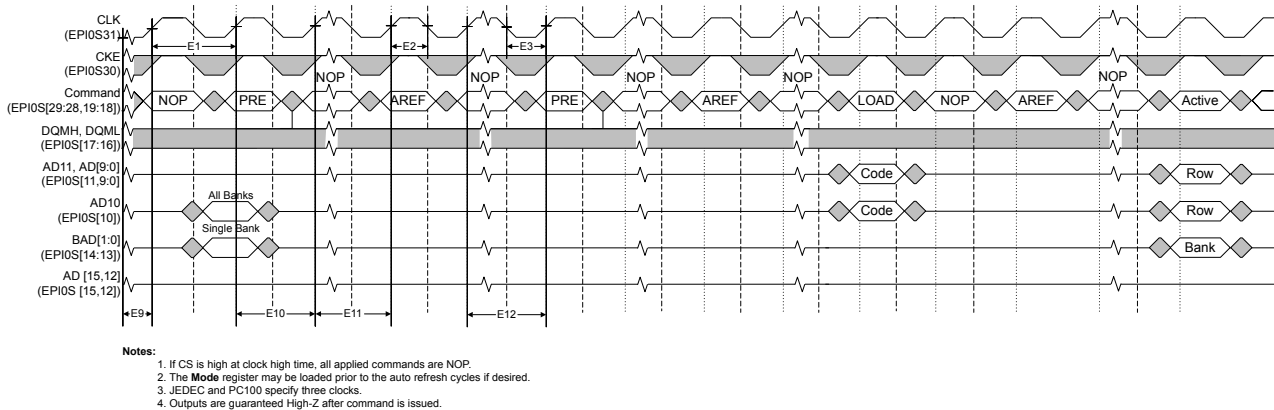 CLK
(EPI0S31)
E1
E2
E3
CKE
(EPI0S30)
NOP
NOP
NOP
NOP
NOP
Command
(EPI0S[29:28,19:18])
NOP
PRE
AREF
PRE
AREF
LOAD
NOP
AREF
Active
DQMH, DQML
(EPI0S[17:16])
AD11, AD[9:0]
(EPI0S[11,9:0]
Code
Row
All Banks
AD10
(EPI0S[10])
Code
Row
Single Bank
BAD[1:0]
(EPI0S[14:13])
Bank
AD [15,12]
(EPI0S [15,12])
E9
E10
E11
E12
Notes:
1. If CS is high at clock high time, all applied commands are NOP.
2. The Mode register may be loaded prior to the auto refresh cycles if desired.
3. JEDEC and PC100 specify three clocks.
4. Outputs are guaranteed High-Z after command is issued.